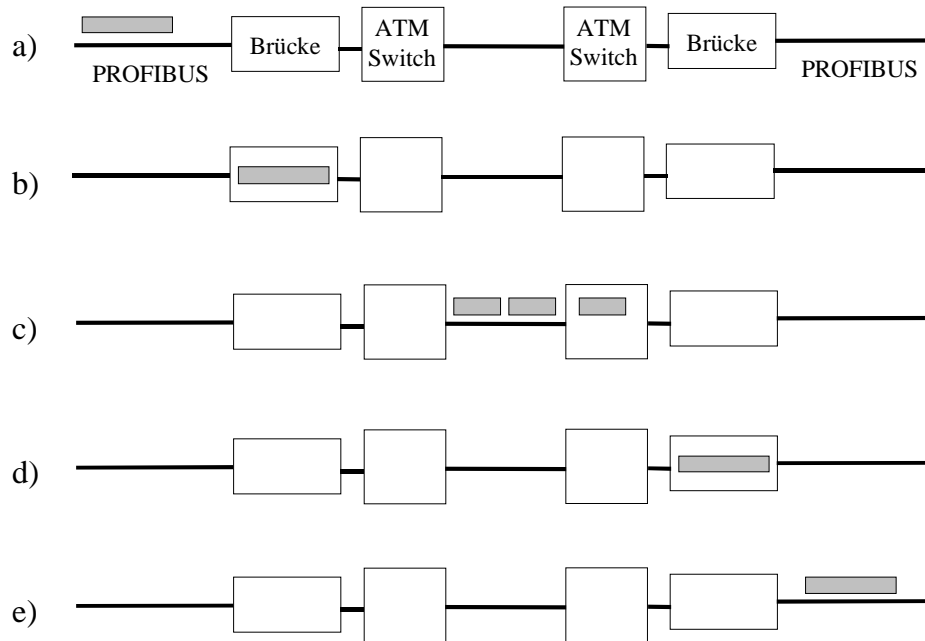 a)
PROFIBUS
Brücke
ATM
Switch
ATM
Switch
Brücke
PROFIBUS
b)
c)
d)
e)